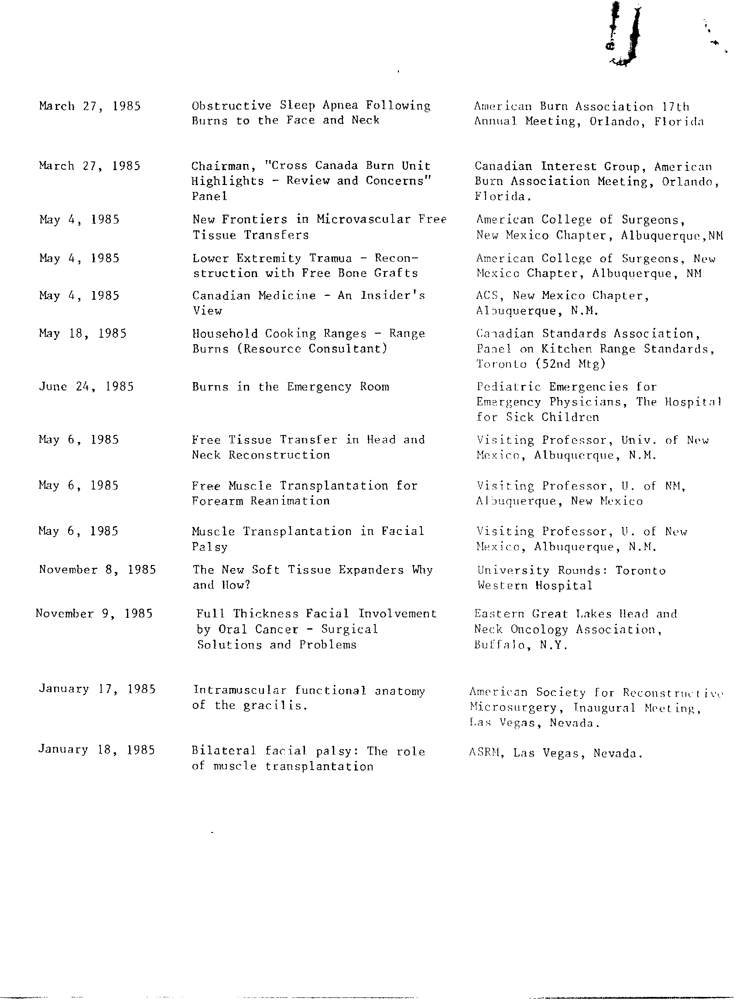 March 27, 1985 Obstructive Sleep Apnea Following American Burn Association 17th
Burns to the Face and Neck Annual Meeting, Orlando, Florida
March 27, 1985 Chairman, "Cross Canada Burn Unit Canadian Interest Group, American
Highlights - Review and Concerns" Burn Association Meeting, Orlando,
Panel Florida.
May 4, 1985 New Frontiers in Microvascular Free American College of Surgeons,
Tissue Transfers New Mexico Chapter, Albuquerque,NM
May 4, 1985 Lower Extremity Tramua - Recon- American College of Surgeons, New
struction with Free Bone Grafts Mexico Chapter, Albuquerque, NM
May 4, 1985 Canadian Medicine - An Insider's ACS, New Mexico Chapter,
View Albuquerque, N.M.
May 18, 1985 Household Cooking Ranges - Range Canadian Standards Association,
Burns (Resource Consultant) Panel on Kitchen Range Standards,
Toronto (52nd Mtg)
June 24, 1985 Burns in the Emergency Room Pediatric Emergencies for
Emergency Physicians, The Hospital
for Sick Children
May 6, 1985 Free Tissue Transfer in Head and Visiting Professor, Univ. of New
Neck Reconstruction Mexico, Albuquerque, N.M.
May 6, 1985 Free Muscle Transplantation for Visiting Professor, U. of NM,
Forearm Reanimation Albuquerque, New Mexico
May 6, 1985 Muscle Transplantation in Facial Visiting Professor, U. of New
Palsy Mexico, Albuquerque, N.M.
November 8, 1985 The New Soft Tissue Expanders Why University Rounds: Toronto
and How? Western Hospital
November 9, 1985 Full Thickness Facial Involvement Eastern Great Lakes Head and
by Oral Cancer - Surgical Neck Oncology Association,
Solutions and Problems Buffalo, N.Y.
January 17, 1985 Intramuscular functional anatomy American Society for Reconstructive
of the gracilis. Microsurgery, Inaugural Meeting,
Las Vegas, Nevada.
January 18, 1985 Bilateral facial palsy: The role ASRM, Las Vegas, Nevada.
of muscle transplantation